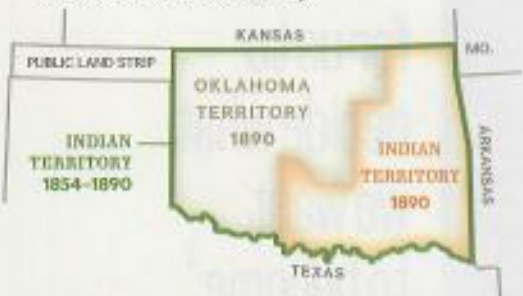 KANSAS
MO.
PUBLIC LAND STRIP
OKLAHOMA
TERRITORY
1890
INDIAN
TERRITORY
1854–1890
INDIAN
TERRITORY
1890
ARKANSAS
TEXAS